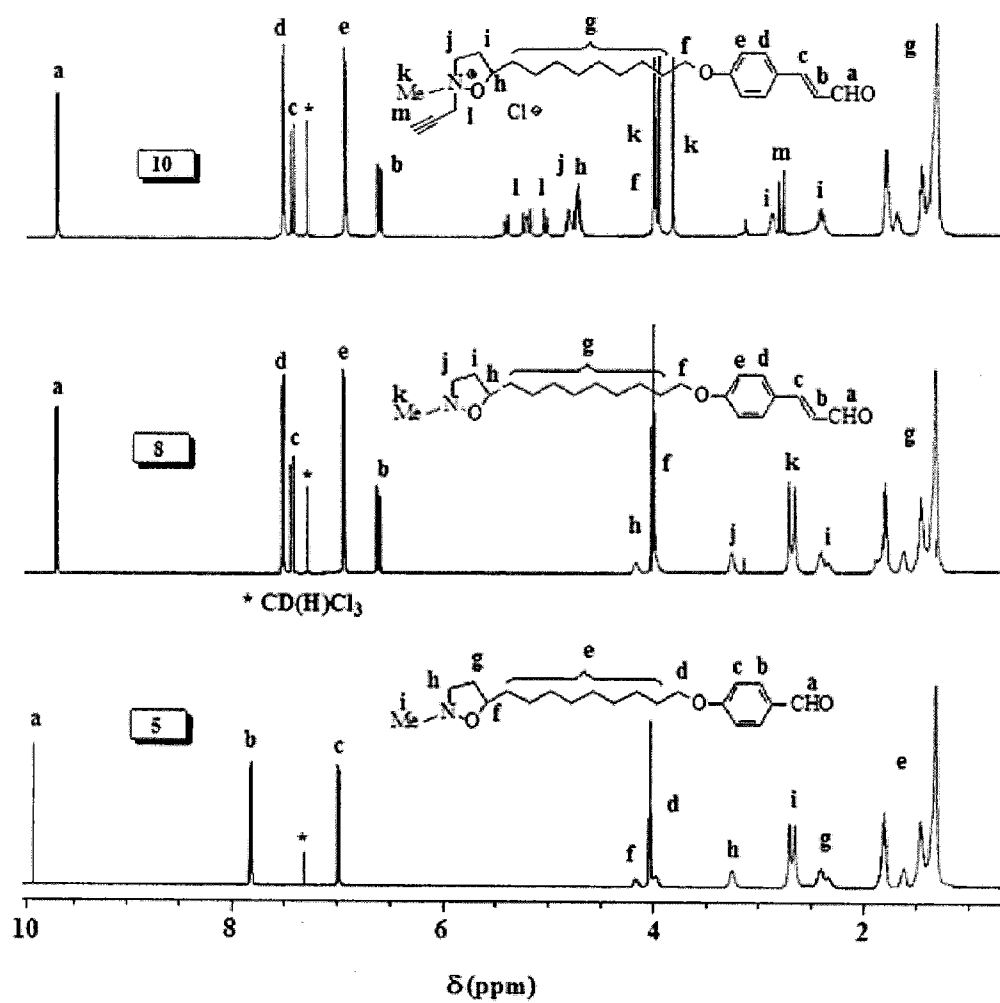 d e g
j i g f e d c
a k N⊕ O h O b a
Me CHO
c * m l Cl⊖ k k
10 b j h m
l l f i i
d e g
j i h g f e d c
a k N O O b a
Me CHO
8 c * b f k g
h j i
* CD(H)Cl3
g e d c b
h a
a i N O f O CHO
Me
5 b c e
* d i
f h g
10 8 6 4 2
δ (ppm)